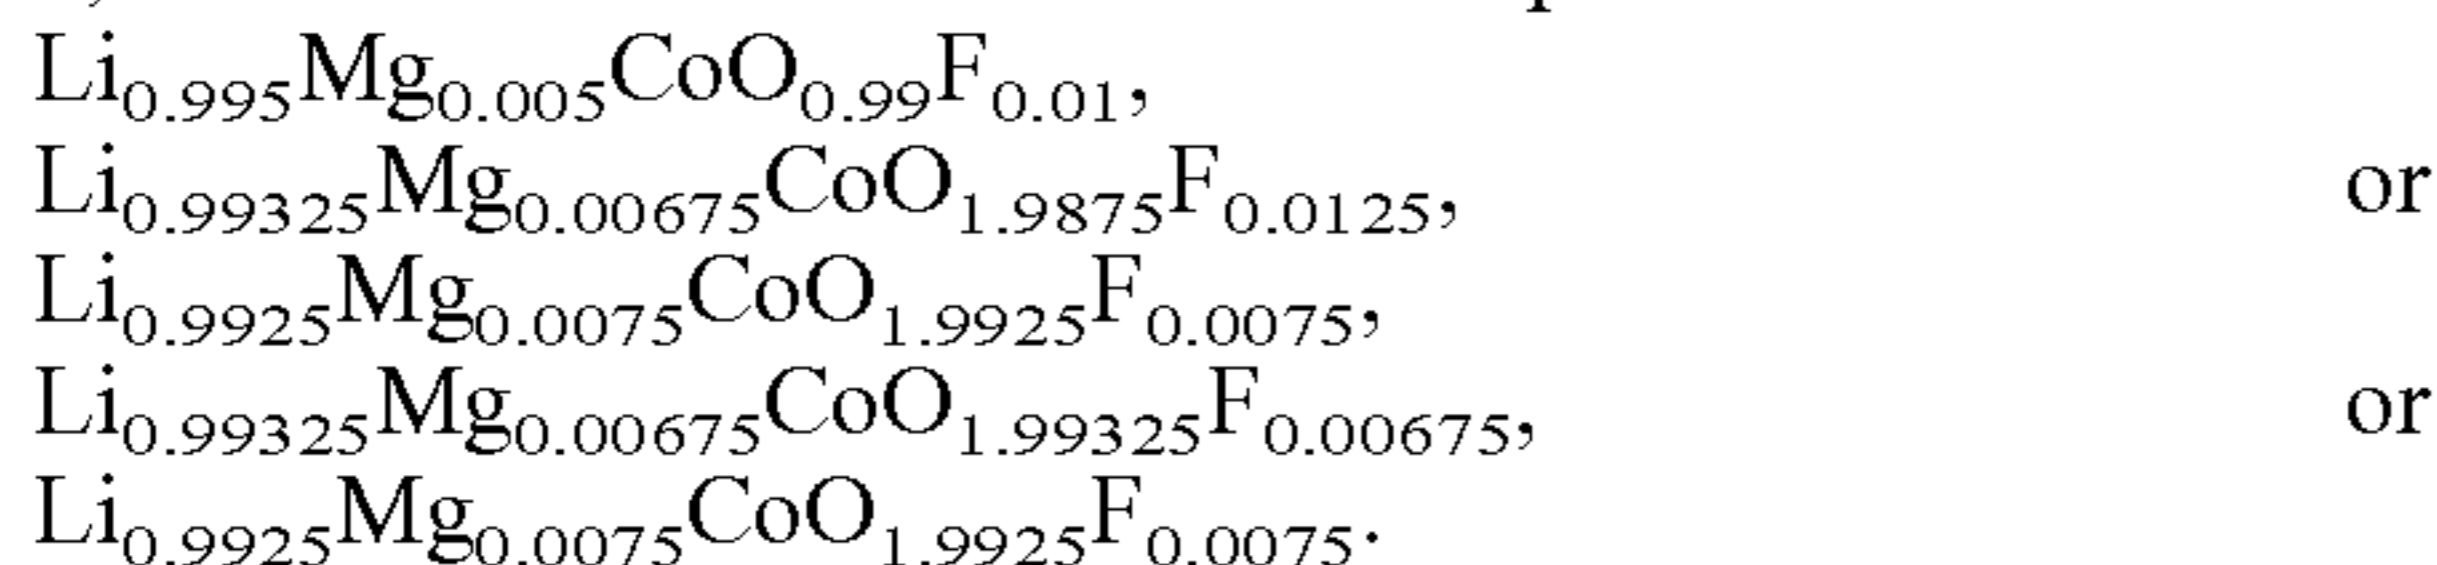 Li₀.₉₉₅Mg₀.₀₀₅CoO₀.₉₉F₀.₀₁,
Li₀.₉₉₃₂₅Mg₀.₀₀₆₇₅CoO₁.₉₈₇₅F₀.₀₁₂₅, or
Li₀.₉₉₂₅Mg₀.₀₀₇₅CoO₁.₉₉₂₅F₀.₀₀₇₅,
Li₀.₉₉₃₂₅Mg₀.₀₀₆₇₅CoO₁.₉₉₃₂₅F₀.₀₀₆₇₅, or
Li₀.₉₉₂₅Mg₀.₀₀₇₅CoO₁.₉₉₂₅F₀.₀₀₇₅.